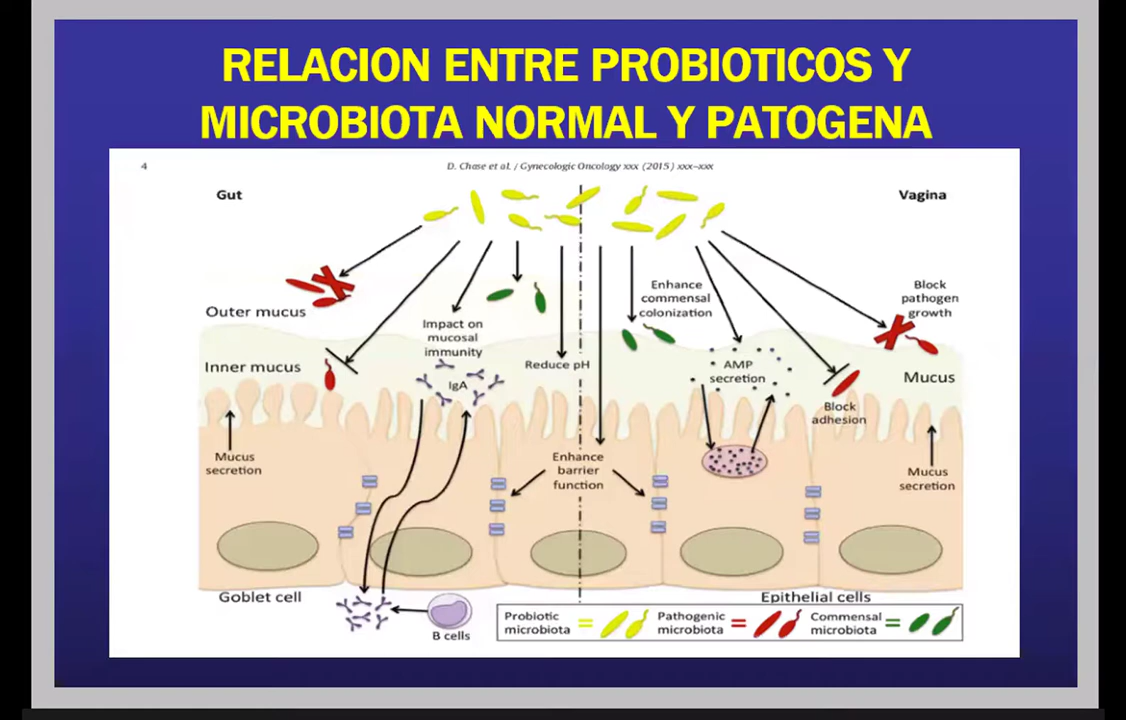 RELACION ENTRE PROBIOTICOS Y
MICROBIOTA NORMAL Y PATOGENA
4
D. Chase et al. / Gynecologic Oncology xxx (2015) xxx–xxx
Gut
Vagina
Outer mucus
Inner mucus
Impact on
mucosal
immunity
IgA
Reduce pH
Enhance
commensal
colonization
AMP
secretion
Block
pathogen
growth
Mucus
Block
adhesion
Mucus
secretion
Enhance
barrier
function
Mucus
secretion
Goblet cell
Epithelial cells
B cells
Probiotic
microbiota =
Pathogenic
microbiota =
Commensal
microbiota =